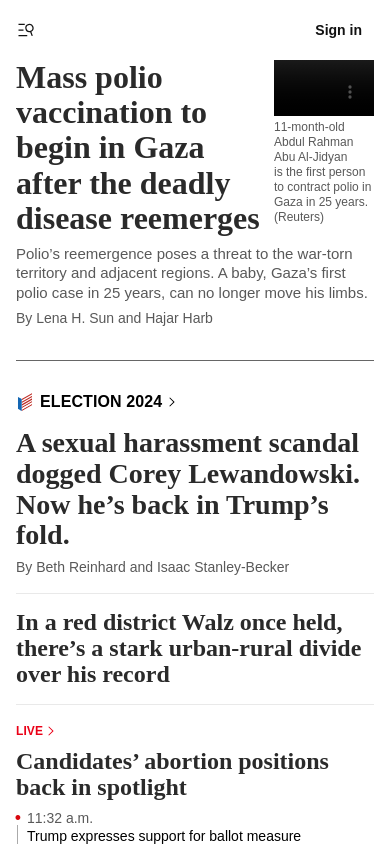 Sign in
Mass polio
vaccination to
begin in Gaza
after the deadly
disease reemerges
11-month-old
Abdul Rahman
Abu Al-Jidyan
is the first person
to contract polio in
Gaza in 25 years.
(Reuters)
Polio’s reemergence poses a threat to the war-torn
territory and adjacent regions. A baby, Gaza’s first
polio case in 25 years, can no longer move his limbs.
By Lena H. Sun and Hajar Harb
ELECTION 2024
A sexual harassment scandal
dogged Corey Lewandowski.
Now he’s back in Trump’s
fold.
By Beth Reinhard and Isaac Stanley-Becker
In a red district Walz once held,
there’s a stark urban-rural divide
over his record
LIVE
Candidates’ abortion positions
back in spotlight
11:32 a.m.
Trump expresses support for ballot measure